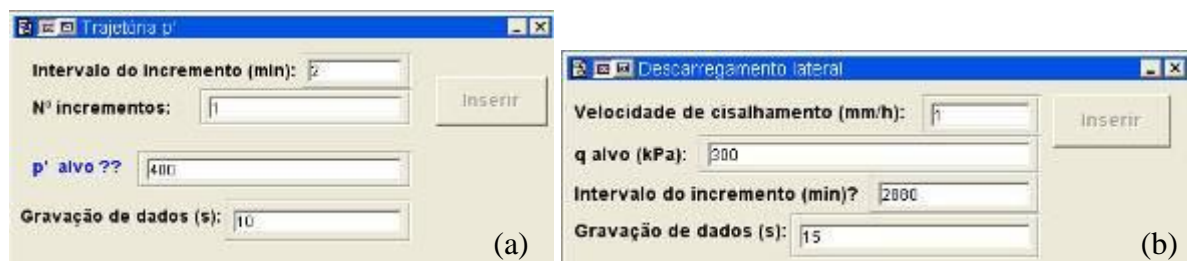 Trajetória p'
Intervalo do incremento (min): 2
Nº incrementos: 1
Inserir
p' alvo ?? 400
Gravação de dados (s): 10
(a)
Descarregamento lateral
Velocidade de cisalhamento (mm/h): 1
Inserir
q alvo (kPa): 300
Intervalo do incremento (min)? 2880
Gravação de dados (s): 15
(b)